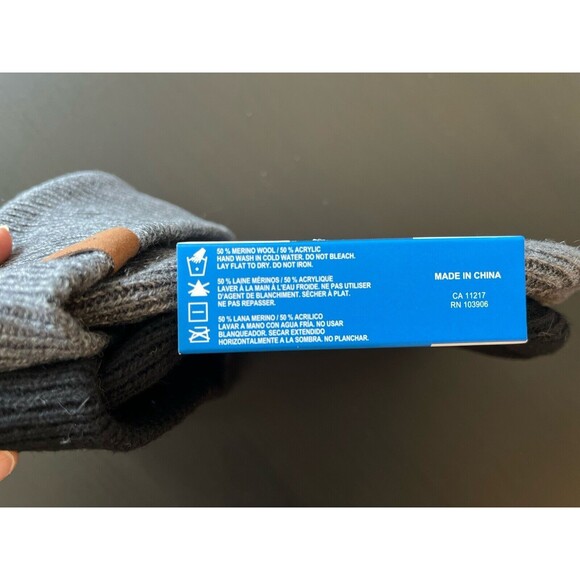 50 % MERINO WOOL / 50 % ACRYLIC
HAND WASH IN COLD WATER. DO NOT BLEACH.
LAY FLAT TO DRY. DO NOT IRON.
50 % LAINE MÉRINOS / 50 % ACRYLIQUE
LAVER À LA MAIN À L'EAU FROIDE. NE PAS UTILISER
D'AGENT DE BLANCHIMENT. SÉCHER À PLAT.
NE PAS REPASSER.
50 % LANA MERINO / 50 % ACRÍLICO
LAVAR A MANO CON AGUA FRÍA. NO USAR
BLANQUEADOR. SECAR EXTENDIDO
HORIZONTALMENTE A LA SOMBRA. NO PLANCHAR.
MADE IN CHINA
CA 11217
RN 103906